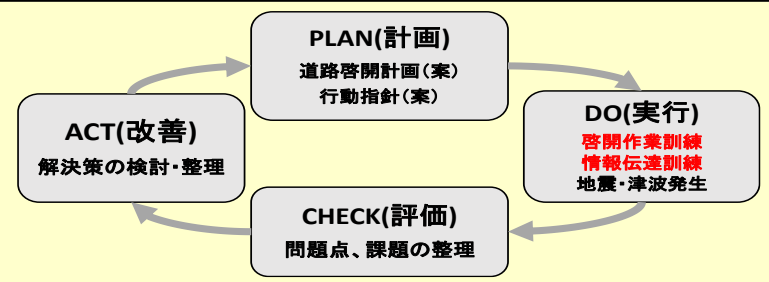 PLAN(計画)
道路啓開計画(案)
行動指針(案)
DO(実行)
啓開作業訓練
情報伝達訓練
地震・津波発生
CHECK(評価)
問題点、課題の整理
ACT(改善)
解決策の検討・整理